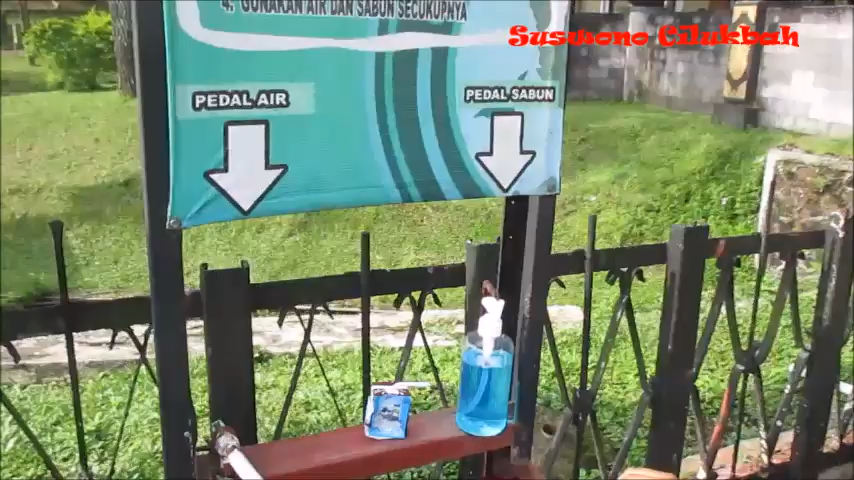 4. GUNAKAN AIR DAN SABUN SECUKUPNYA
Suswono Cilukbah
PEDAL AIR
PEDAL SABUN